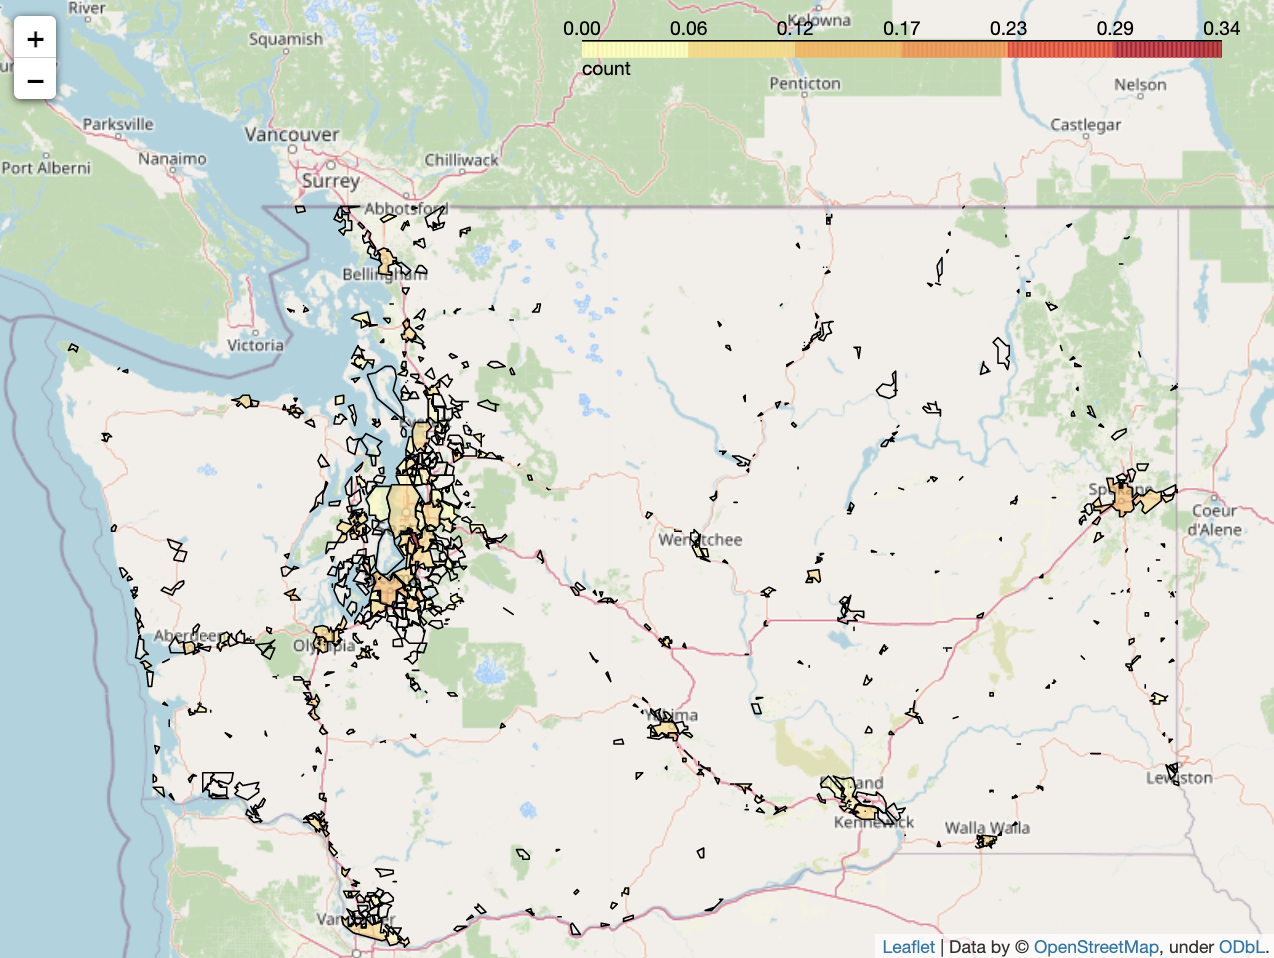 River
+
−
0.00 0.06 0.12 0.17 0.23 0.29 0.34
count
Kelowna
Squamish
Penticton
Nelson
Parksville
Vancouver
Castlegar
Port Alberni
Nanaimo
Chilliwack
Surrey
Abbotsford
Bellingham
Victoria
Spokane
Coeur
d'Alene
Wenatchee
Aberdeen
Olympia
Yakima
Lewiston
Kennewick
Walla Walla
Vancouver
Leaflet | Data by © OpenStreetMap, under ODbL.